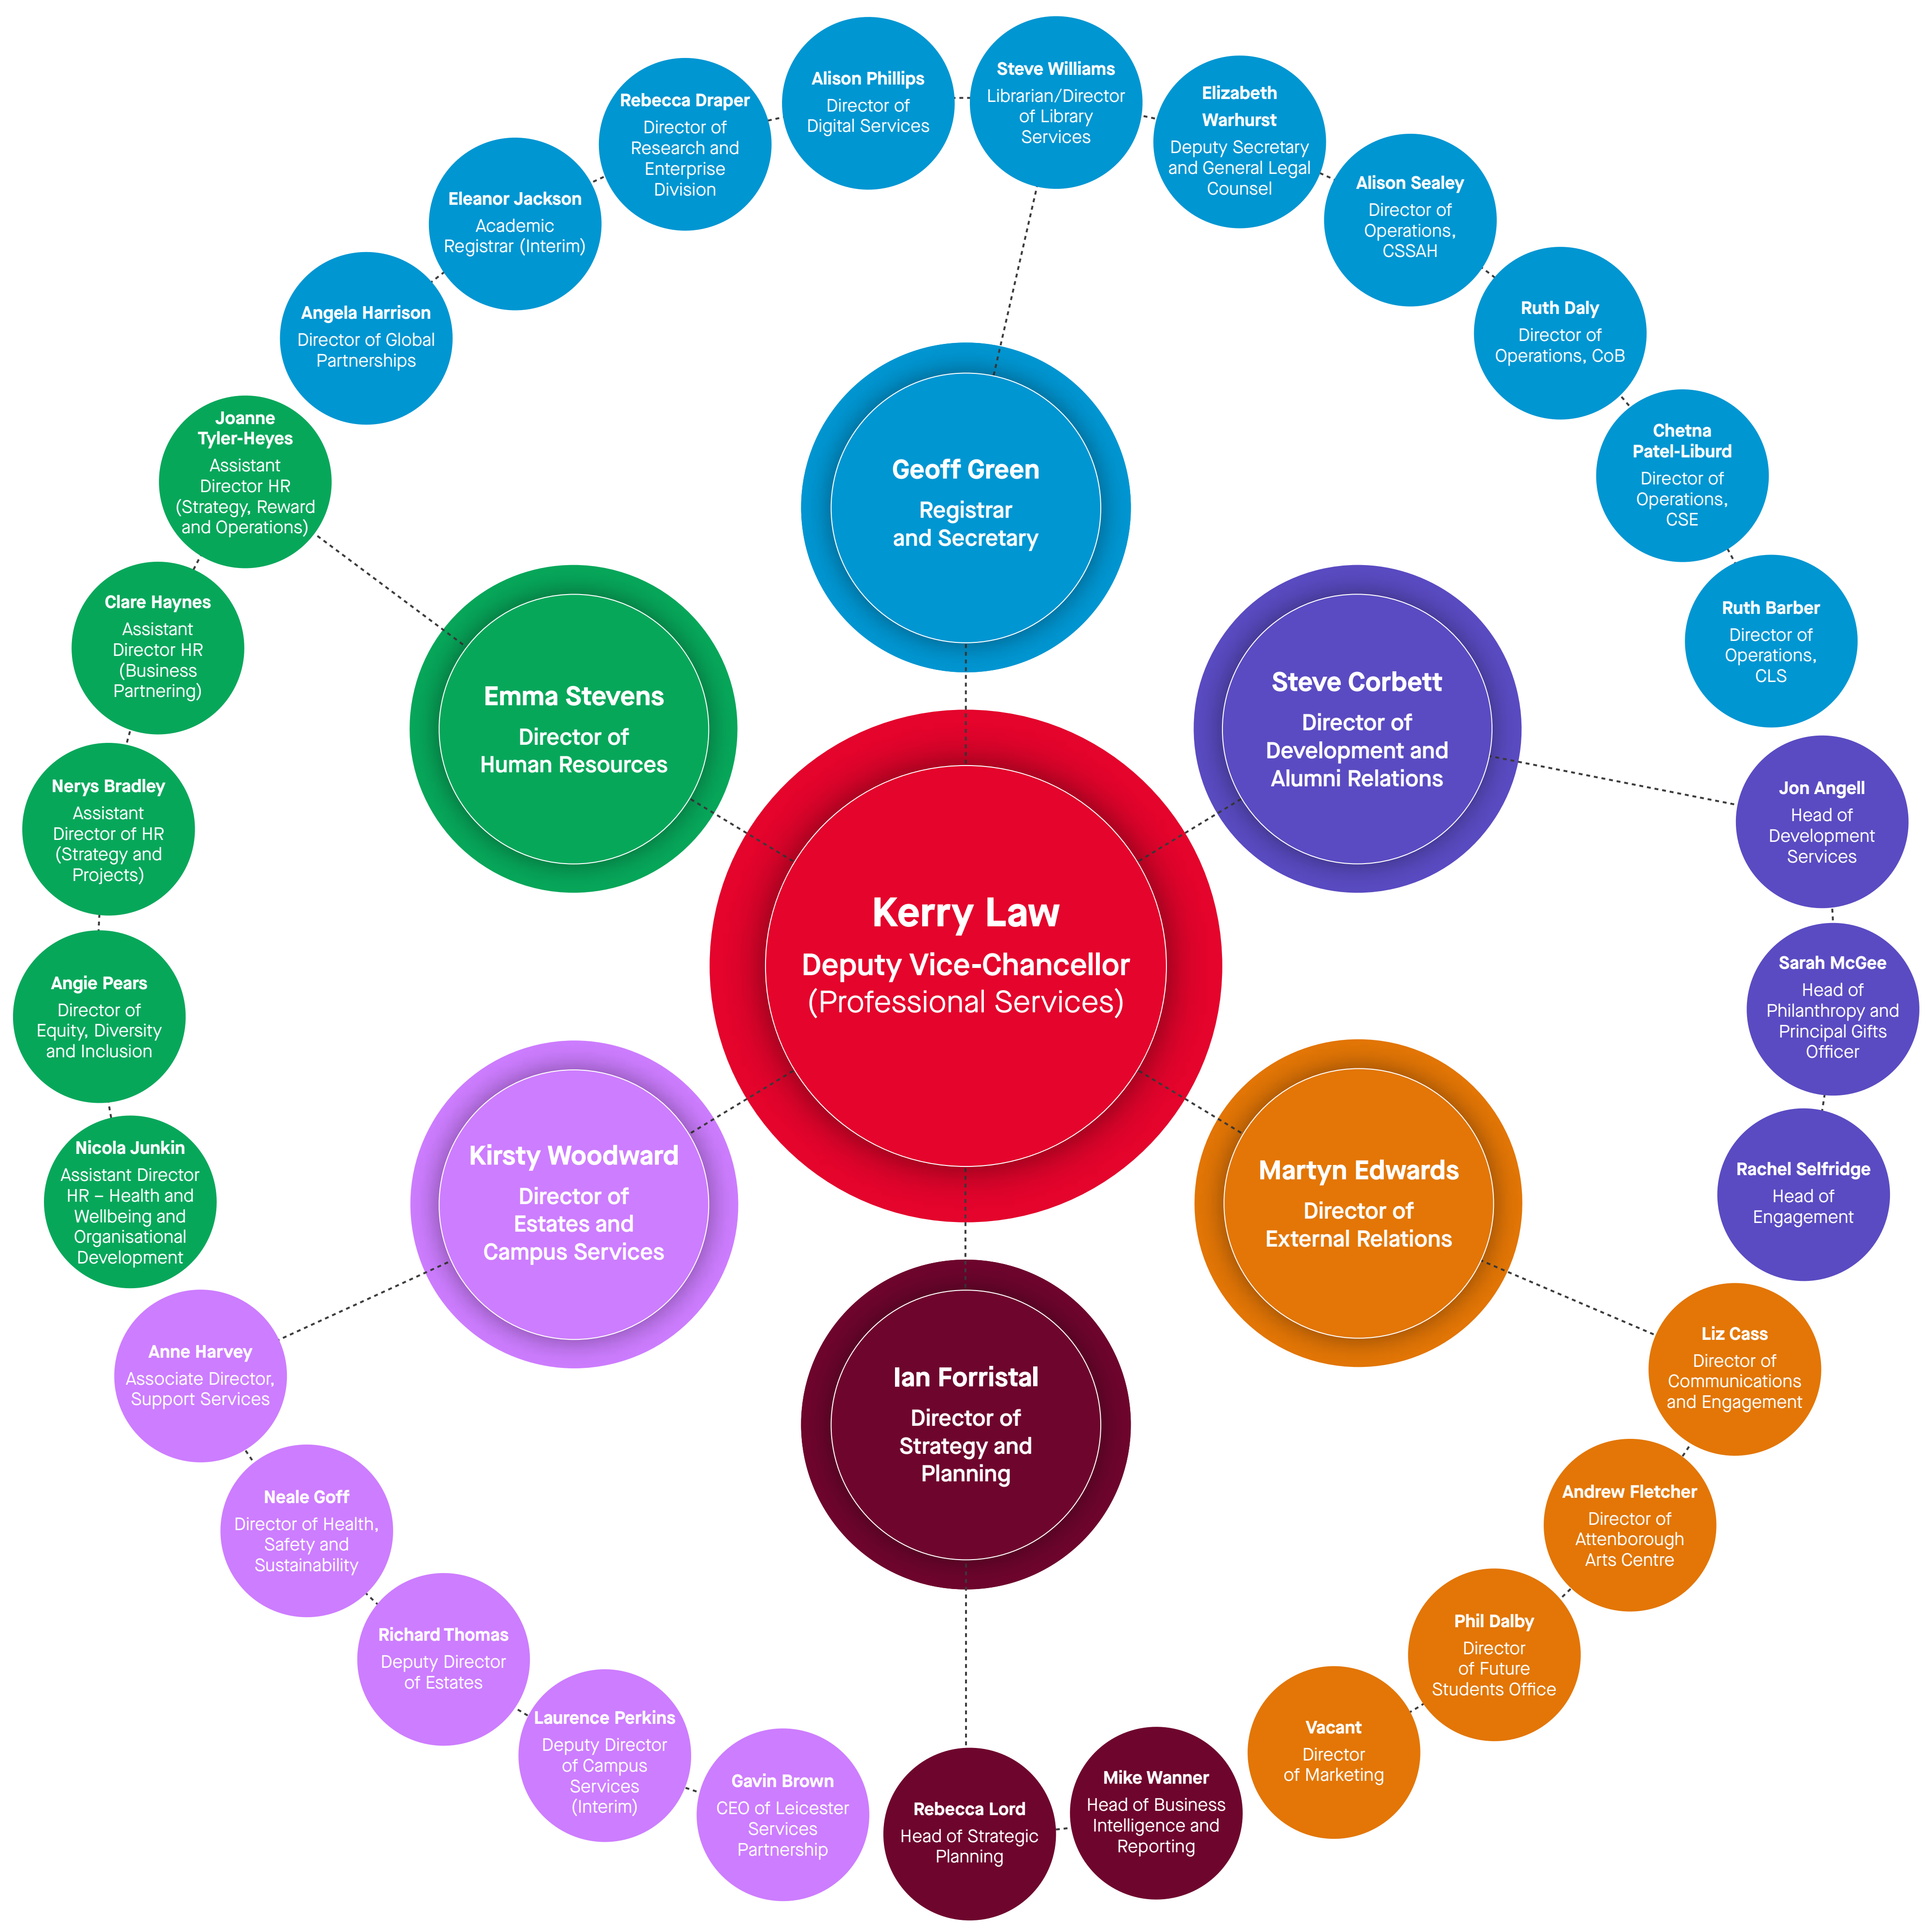 Kerry Law
Deputy Vice-Chancellor
(Professional Services)
Geoff Green
Registrar
and Secretary
Steve Corbett
Director of
Development and
Alumni Relations
Martyn Edwards
Director of
External Relations
Ian Forristal
Director of
Strategy and
Planning
Kirsty Woodward
Director of
Estates and
Campus Services
Emma Stevens
Director of
Human Resources
Angela Harrison
Director of Global
Partnerships
Eleanor Jackson
Academic
Registrar (Interim)
Rebecca Draper
Director of
Research and
Enterprise
Division
Alison Phillips
Director of
Digital Services
Steve Williams
Librarian/Director
of Library
Services
Elizabeth
Warhurst
Deputy Secretary
and General Legal
Counsel
Alison Sealey
Director of
Operations,
CSSAH
Ruth Daly
Director of
Operations, CoB
Chetna
Patel-Liburd
Director of
Operations,
CSE
Ruth Barber
Director of
Operations,
CLS
Jon Angell
Head of
Development
Services
Sarah McGee
Head of
Philanthropy and
Principal Gifts
Officer
Rachel Selfridge
Head of
Engagement
Liz Cass
Director of
Communications
and Engagement
Andrew Fletcher
Director of
Attenborough
Arts Centre
Phil Dalby
Director
of Future
Students Office
Vacant
Director
of Marketing
Mike Wanner
Head of Business
Intelligence and
Reporting
Rebecca Lord
Head of Strategic
Planning
Gavin Brown
CEO of Leicester
Services
Partnership
Laurence Perkins
Deputy Director
of Campus
Services
(Interim)
Richard Thomas
Deputy Director
of Estates
Neale Goff
Director of Health,
Safety and
Sustainability
Anne Harvey
Associate Director,
Support Services
Nicola Junkin
Assistant Director
HR – Health and
Wellbeing and
Organisational
Development
Angie Pears
Director of
Equity, Diversity
and Inclusion
Nerys Bradley
Assistant
Director of HR
(Strategy and
Projects)
Clare Haynes
Assistant
Director HR
(Business
Partnering)
Joanne
Tyler-Heyes
Assistant
Director HR
(Strategy, Reward
and Operations)